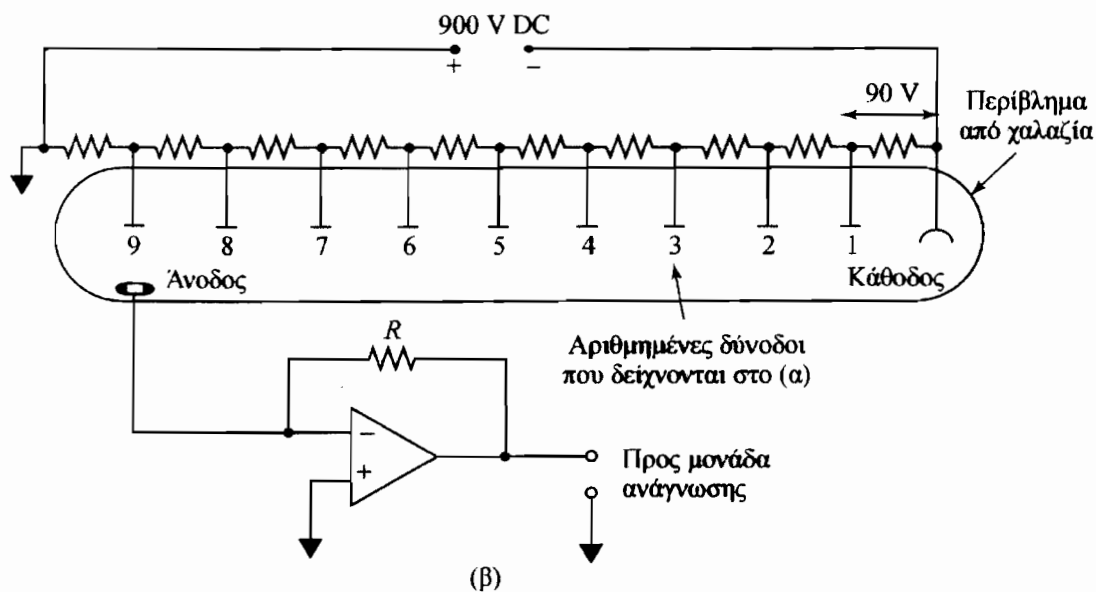 900 V DC
+ −
90 V
Περίβλημα
από χαλαζία
9 8 7 6 5 4 3 2 1
Άνοδος
Κάθοδος
R
Αριθμημένες δύνοδοι
που δείχνονται στο (α)
−
+
Προς μονάδα
ανάγνωσης
(β)